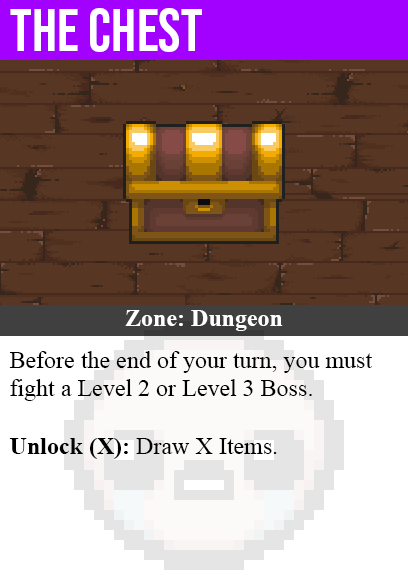 THE CHEST
Zone: Dungeon
Before the end of your turn, you must
fight a Level 2 or Level 3 Boss.
Unlock (X): Draw X Items.